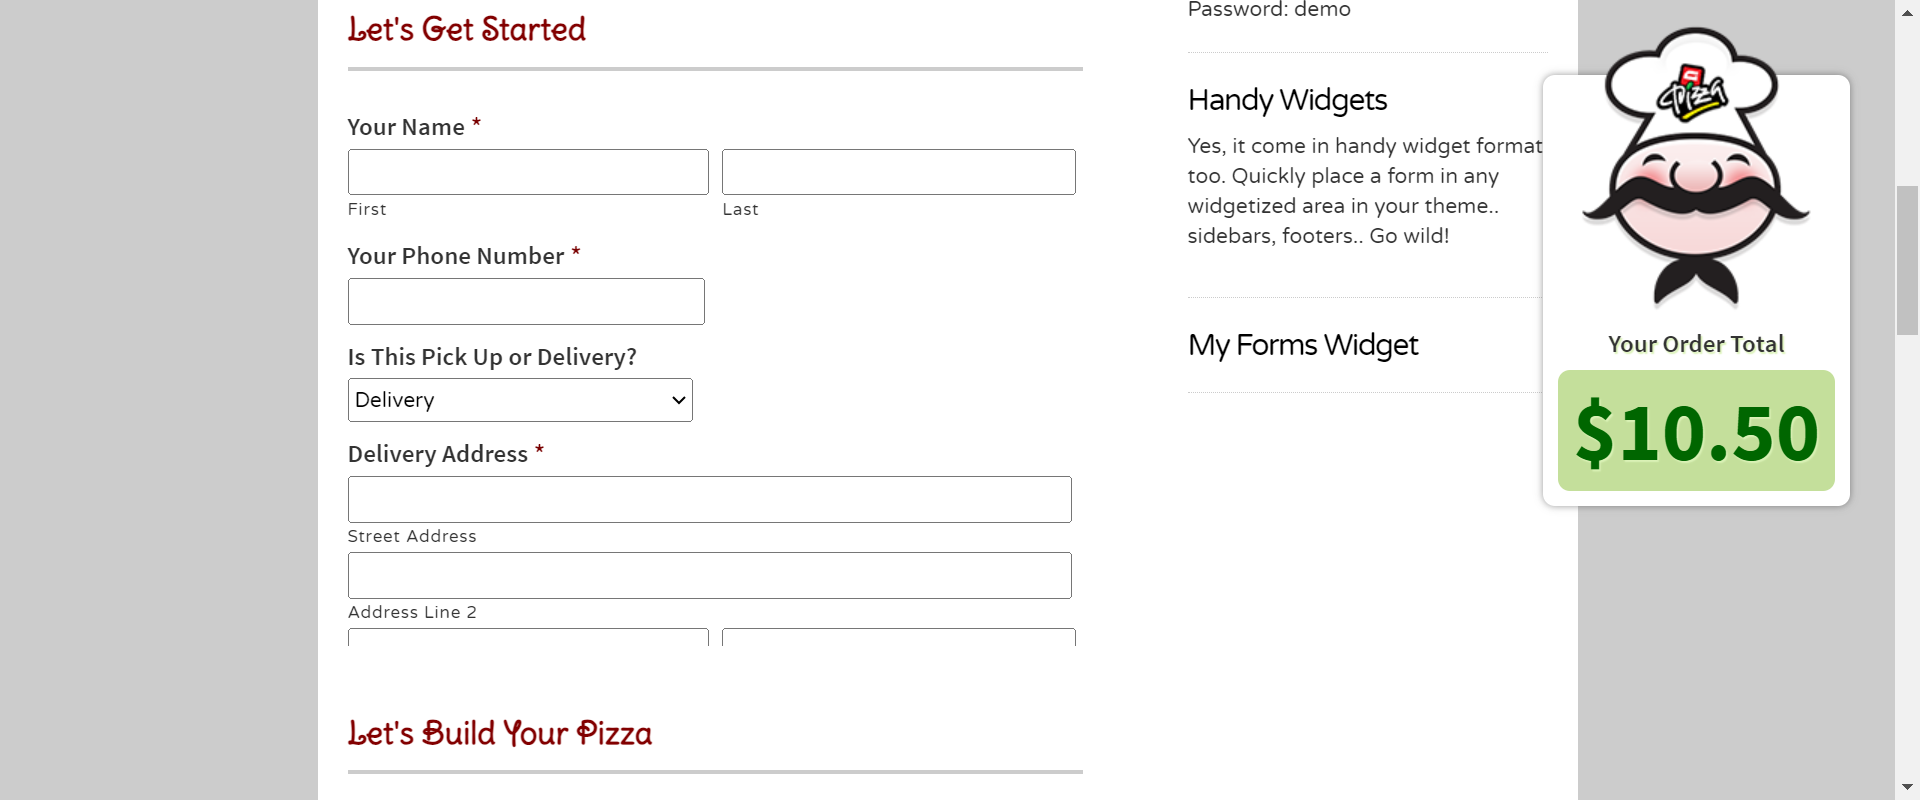 Let's Get Started
Your Name *
First
Last
Your Phone Number *
Is This Pick Up or Delivery?
Delivery
Delivery Address *
Street Address
Address Line 2
Let's Build Your Pizza
Password: demo
Handy Widgets
Yes, it come in handy widget format
too. Quickly place a form in any
widgetized area in your theme..
sidebars, footers.. Go wild!
My Forms Widget
Pizza
Your Order Total
$10.50